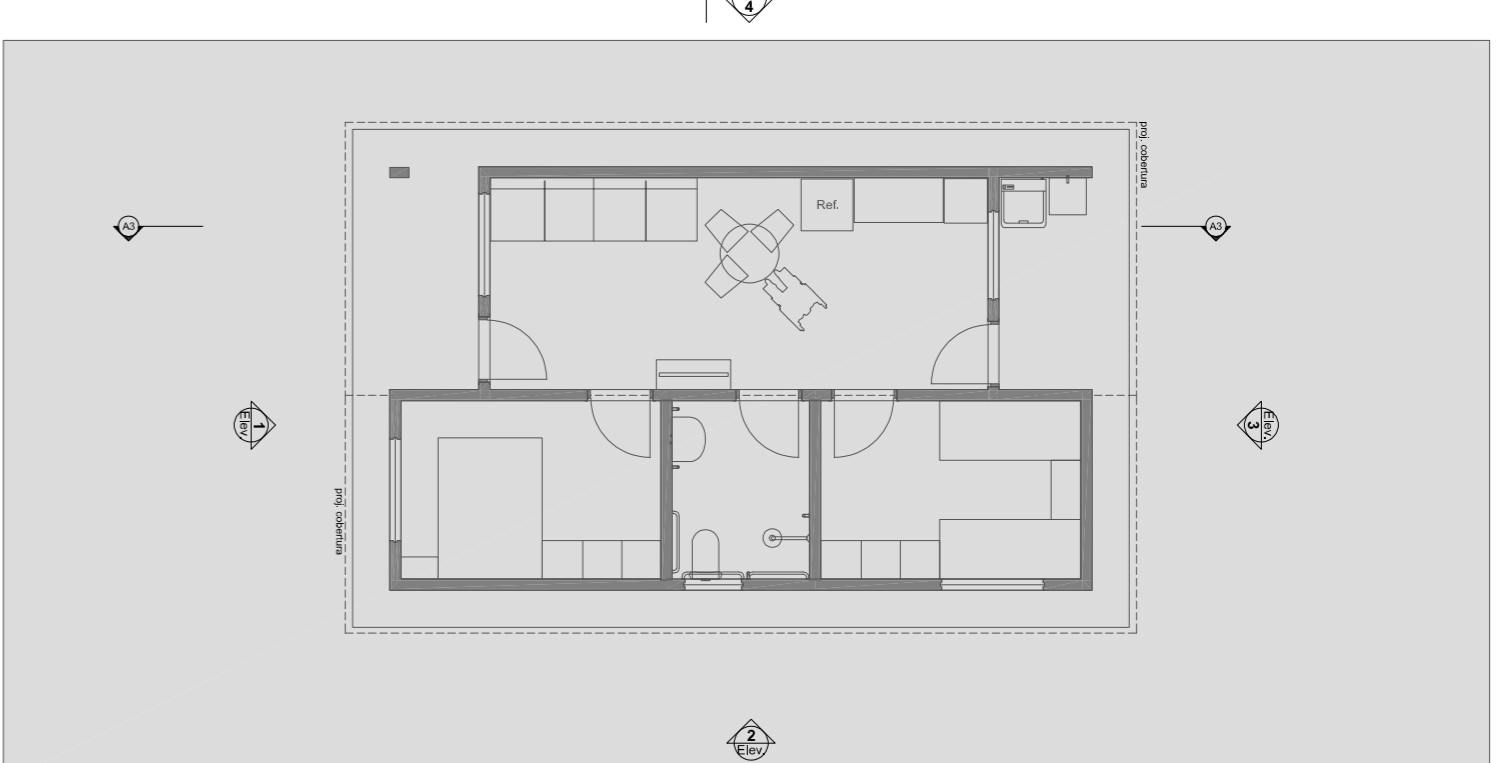 4
proj. cobertura
Ref.
A3
A3
1
Elev.
3
Elev.
proj. cobertura
2
Elev.